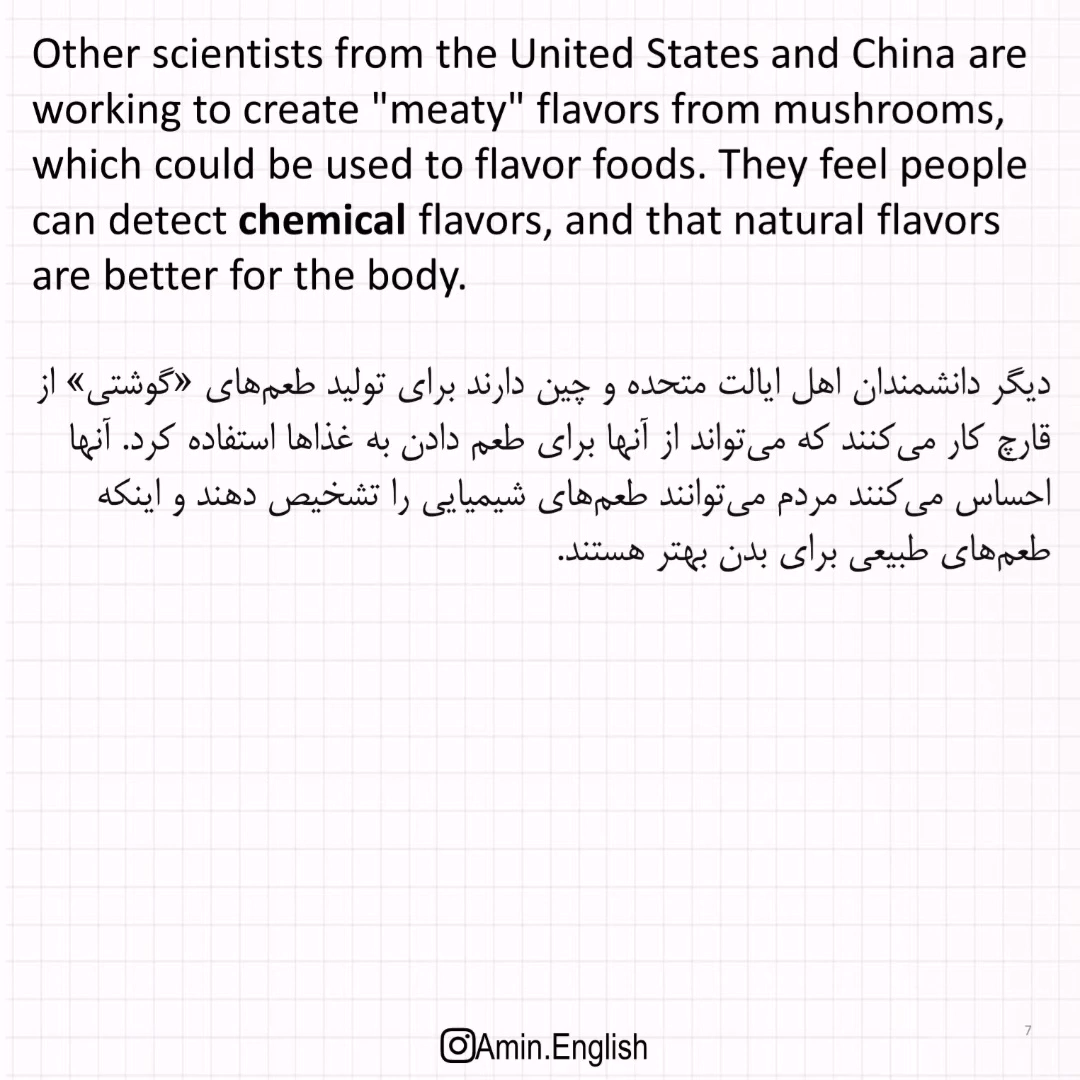 Other scientists from the United States and China are
working to create "meaty" flavors from mushrooms,
which could be used to flavor foods. They feel people
can detect chemical flavors, and that natural flavors
are better for the body.
دیگر دانشمندان اهل ایالت متحده و چین دارند برای تولید طعم‌های «گوشتی» از
قارچ کار می‌کنند که می‌تواند از آنها برای طعم دادن به غذاها استفاده کرد. آنها
احساس می‌کنند مردم می‌توانند طعم‌های شیمیایی را تشخیص دهند و اینکه
طعم‌های طبیعی برای بدن بهتر هستند.
7
Amin.English